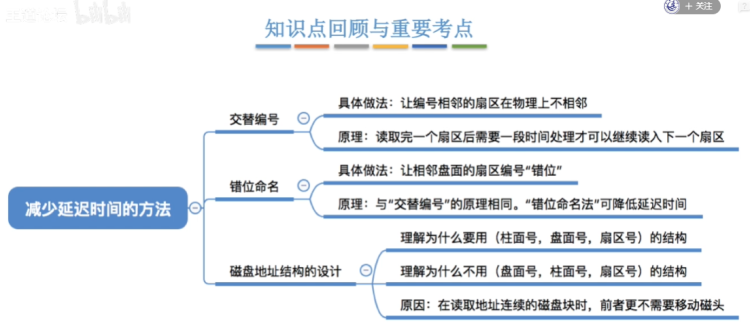 关注
知识点回顾与重要考点
具体做法：让编号相邻的扇区在物理上不相邻
交替编号
原理：读取完一个扇区后需要一段时间处理才可以继续读入下一个扇区
具体做法：让相邻盘面的扇区编号“错位”
错位命名
原理：与“交替编号”的原理相同。“错位命名法”可降低延迟时间
减少延迟时间的方法
理解为什么要用（柱面号，盘面号，扇区号）的结构
磁盘地址结构的设计
理解为什么不用（盘面号，柱面号，扇区号）的结构
原因：在读取地址连续的磁盘块时，前者更不需要移动磁头